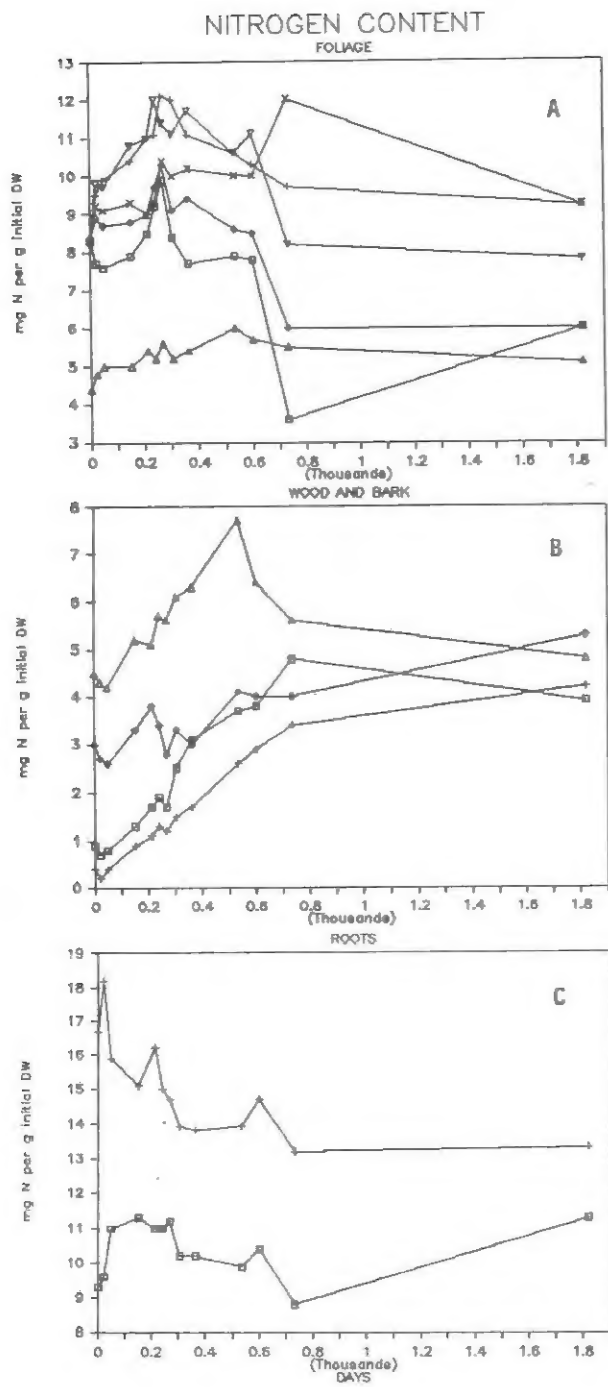 NITROGEN CONTENT
FOLIAGE
A
mg N per g initial DW
13
12
11
10
9
8
7
6
5
4
3
0 0.2 0.4 0.6 0.8 1 1.2 1.4 1.6 1.8
(Thousands)
WOOD AND BARK
B
mg N per g initial DW
8
7
6
5
4
3
2
1
0
0 0.2 0.4 0.6 0.8 1 1.2 1.4 1.6 1.8
(Thousands)
ROOTS
C
mg N per g initial DW
19
18
17
16
15
14
13
12
11
10
9
8
0 0.2 0.4 0.6 0.8 1 1.2 1.4 1.6 1.8
(Thousands)
DAYS